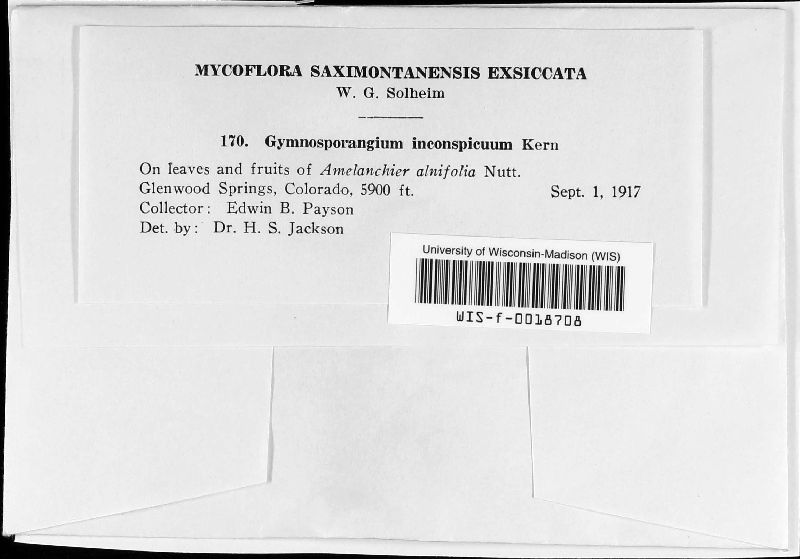 MYCOFLORA SAXIMONTANENSIS EXSICCATA
W. G. Solheim
170. Gymnosporangium inconspicuum Kern
On leaves and fruits of Amelanchier alnifolia Nutt.
Glenwood Springs, Colorado, 5900 ft. Sept. 1, 1917
Collector: Edwin B. Payson
Det. by: Dr. H. S. Jackson
University of Wisconsin-Madison (WIS)
WIS-f-0018708